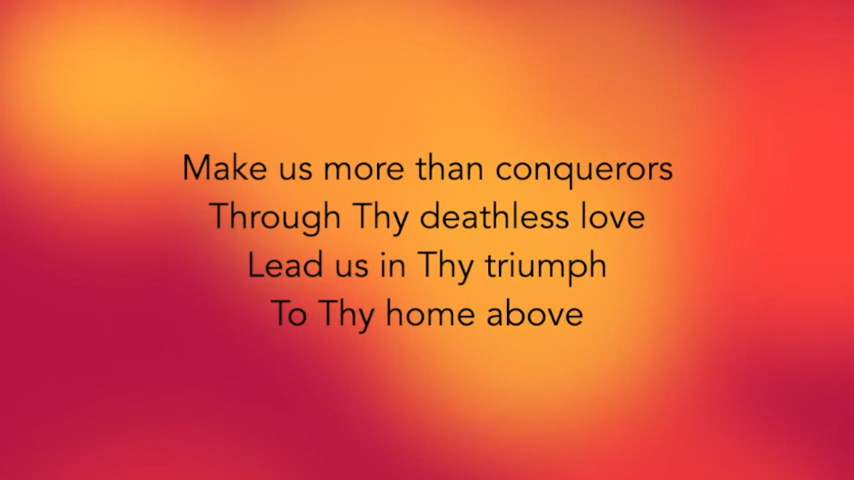 Make us more than conquerors
Through Thy deathless love
Lead us in Thy triumph
To Thy home above